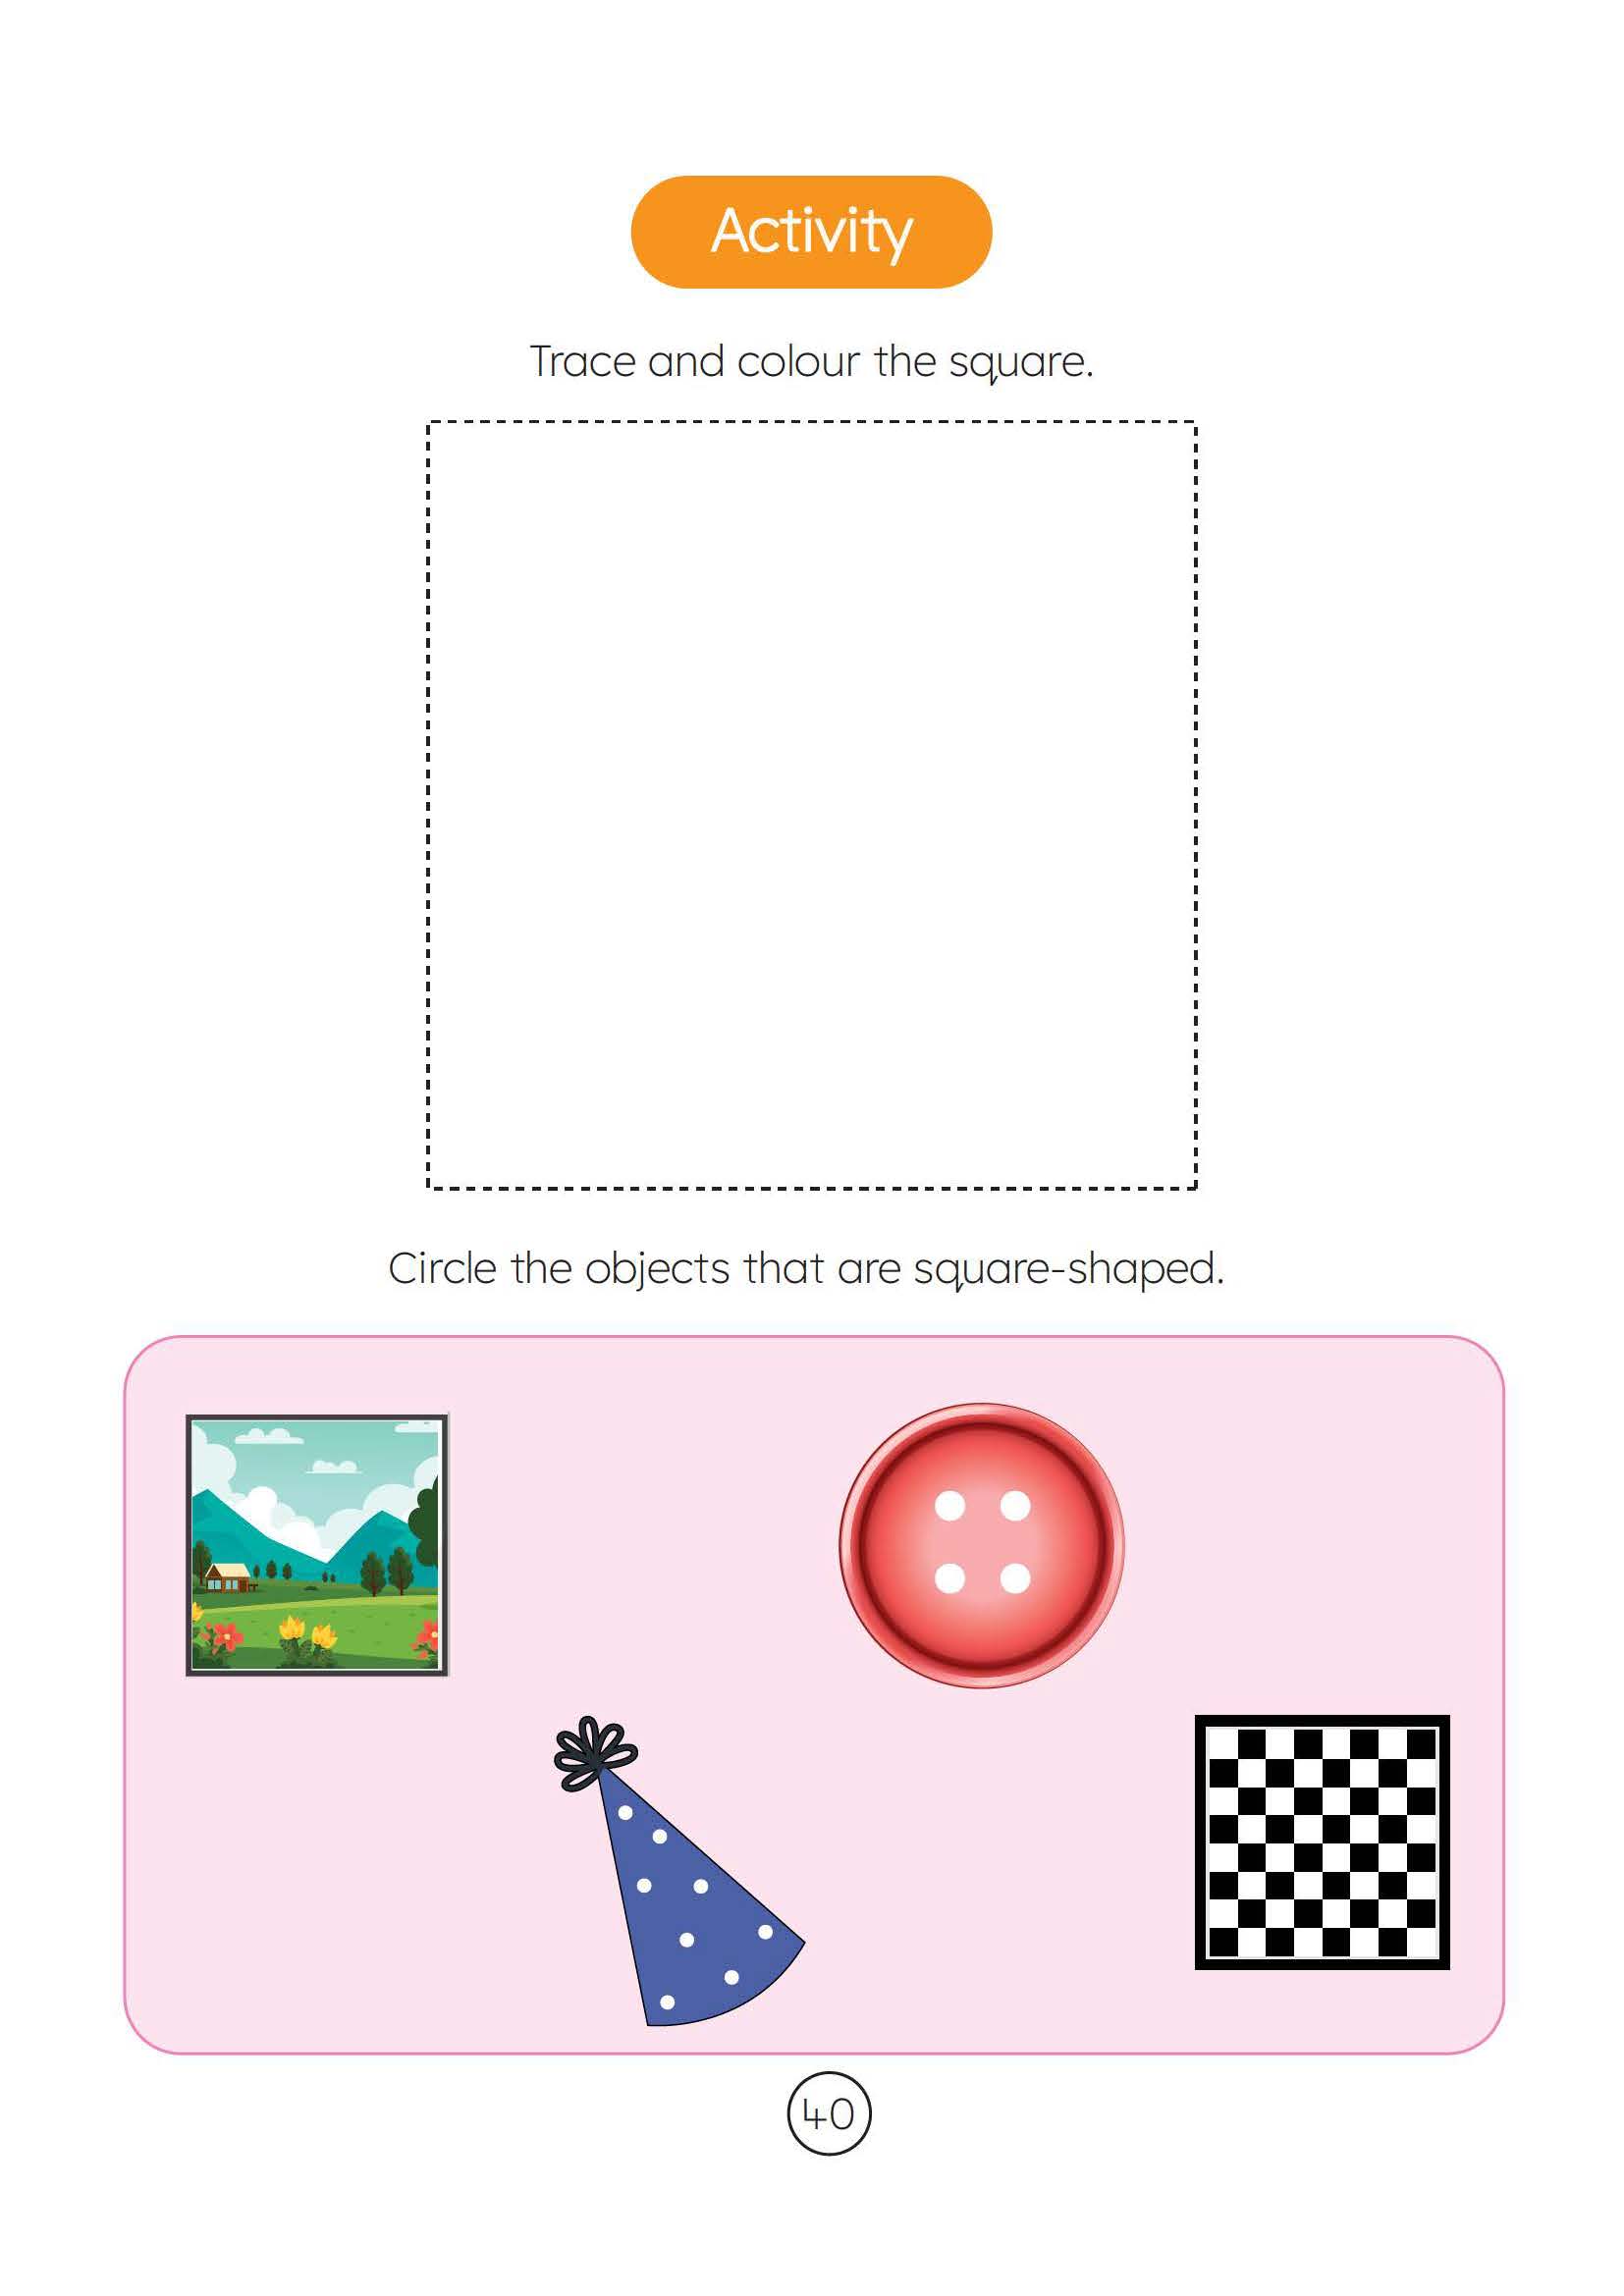 Activity
Trace and colour the square.
Circle the objects that are square-shaped.
40